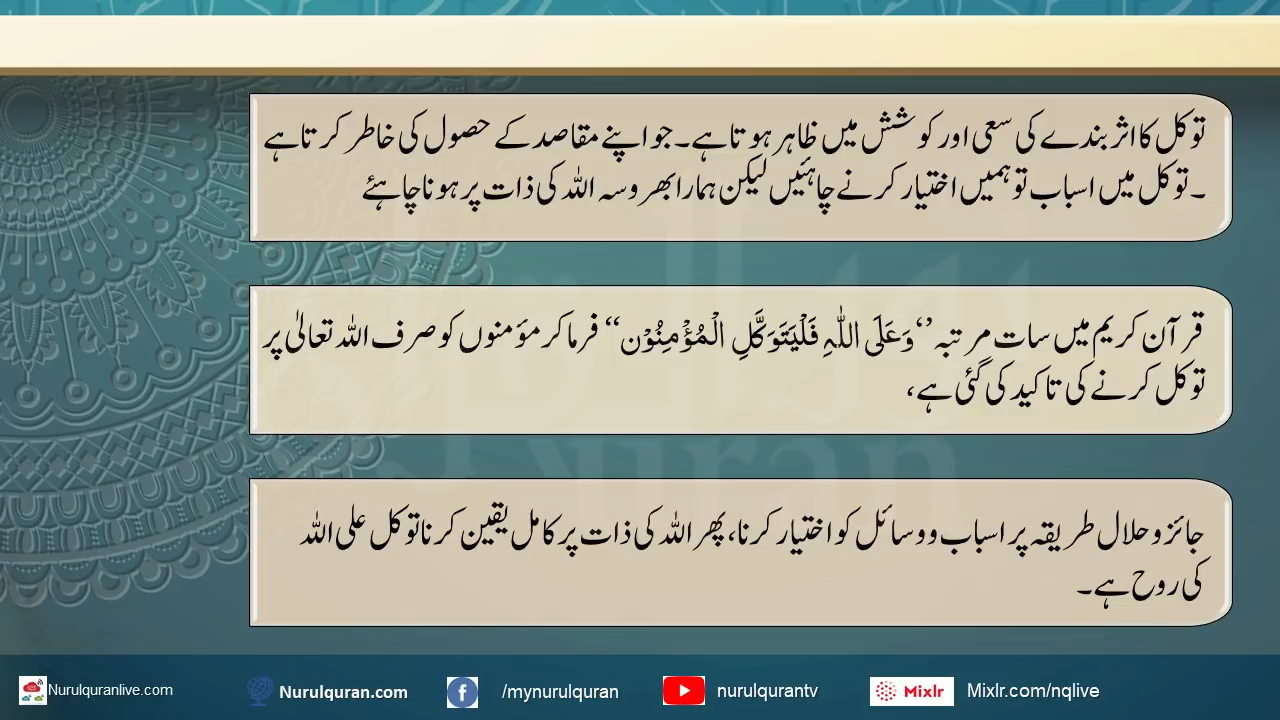 توکل کا اثر بندے کی سعی اور کوشش میں ظاہر ہوتا ہے۔ جو اپنے مقاصد کے حصول کی خاطر کرتا ہے
۔ توکل میں اسباب تو ہمیں اختیار کرنے چاہئیں لیکن ہمارا بھروسہ اللہ کی ذات پر ہونا چاہئے
قرآن کریم میں سات مرتبہ ’‘وَعَلَی اللّٰہِ فَلْیَتَوَکَّلِ الْمُؤْمِنُوْن‘‘ فرما کر مؤمنوں کو صرف اللہ تعالیٰ پر
توکل کرنے کی تاکید کی گئی ہے،
جائز و حلال طریقہ پر اسباب و وسائل کو اختیار کرنا، پھر اللہ کی ذات پر کامل یقین کرنا توکل علی اللہ
کی روح ہے۔
Nurulquranlive.com Nurulquran.com /mynurulquran nurulqurantv Mixlr Mixlr.com/nqlive